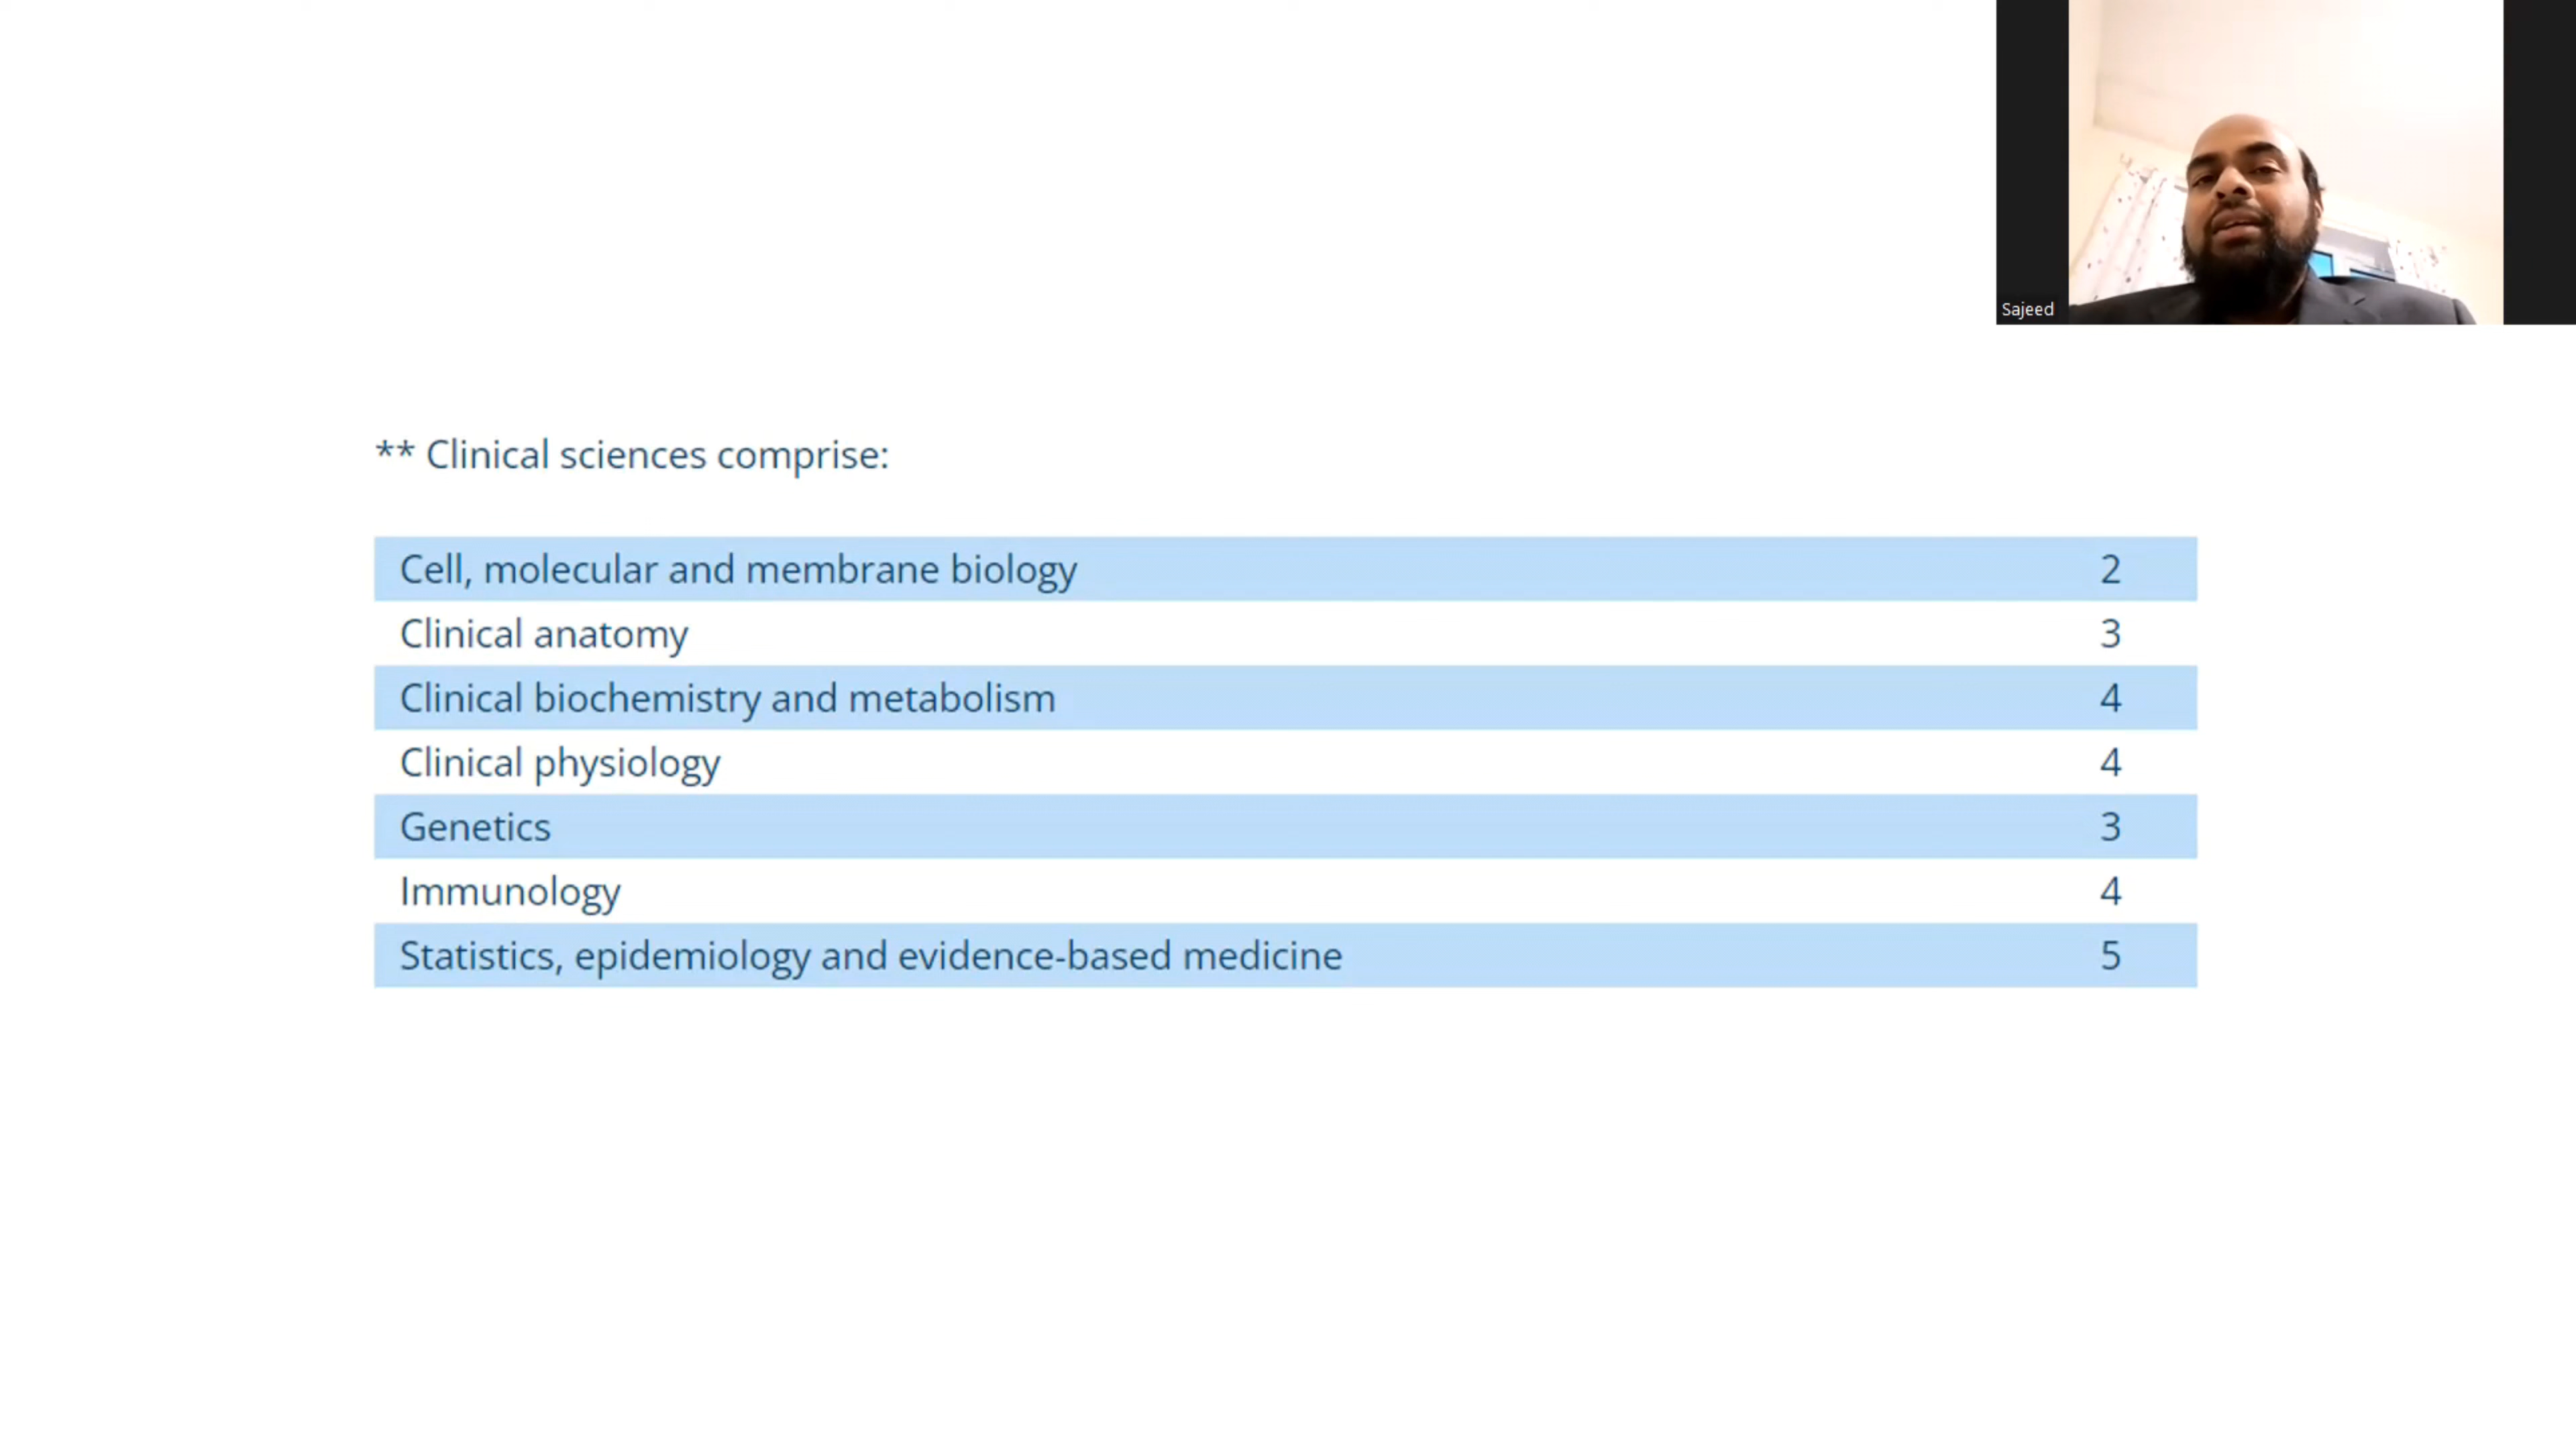 Sajeed
** Clinical sciences comprise:
Cell, molecular and membrane biology 2
Clinical anatomy 3
Clinical biochemistry and metabolism 4
Clinical physiology 4
Genetics 3
Immunology 4
Statistics, epidemiology and evidence-based medicine 5